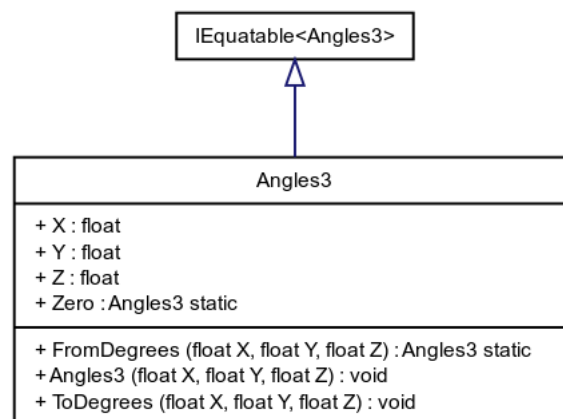 IEquatable<Angles3>
Angles3
+ X : float
+ Y : float
+ Z : float
+ Zero : Angles3 static
+ FromDegrees (float X, float Y, float Z) : Angles3 static
+ Angles3 (float X, float Y, float Z) : void
+ ToDegrees (float X, float Y, float Z) : void